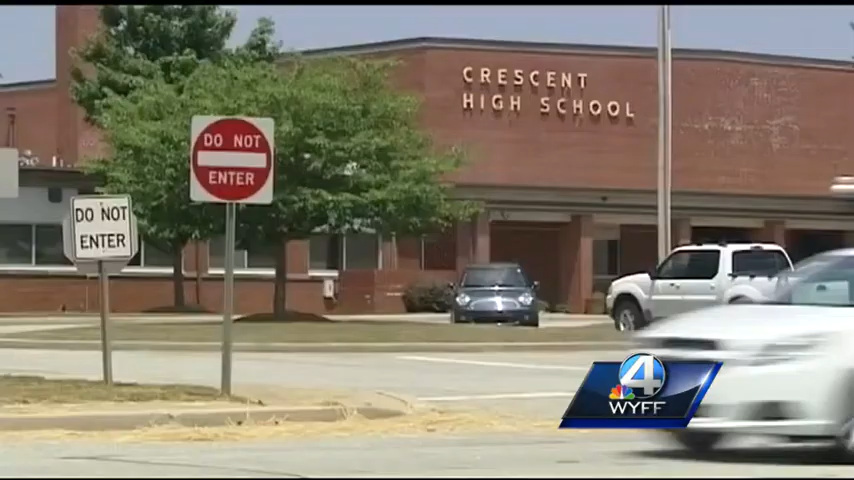 CRESCENT
HIGH SCHOOL
DO NOT
ENTER
DO NOT
ENTER
4
WYFF